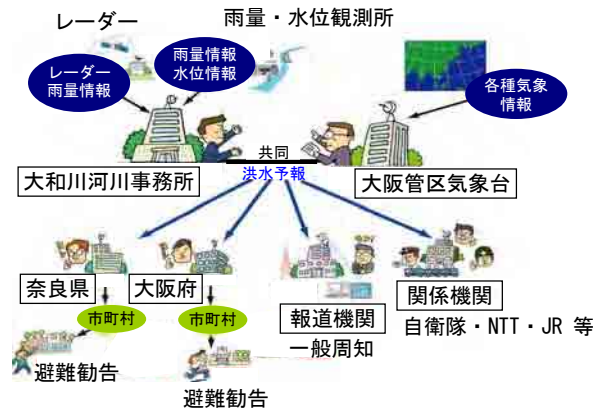 レーダー
雨量・水位観測所
レーダー
雨量情報
雨量情報
水位情報
各種気象
情報
共同
洪水予報
大和川河川事務所
大阪管区気象台
奈良県
大阪府
報道機関
関係機関
市町村
市町村
一般周知
自衛隊・NTT・JR 等
避難勧告
避難勧告